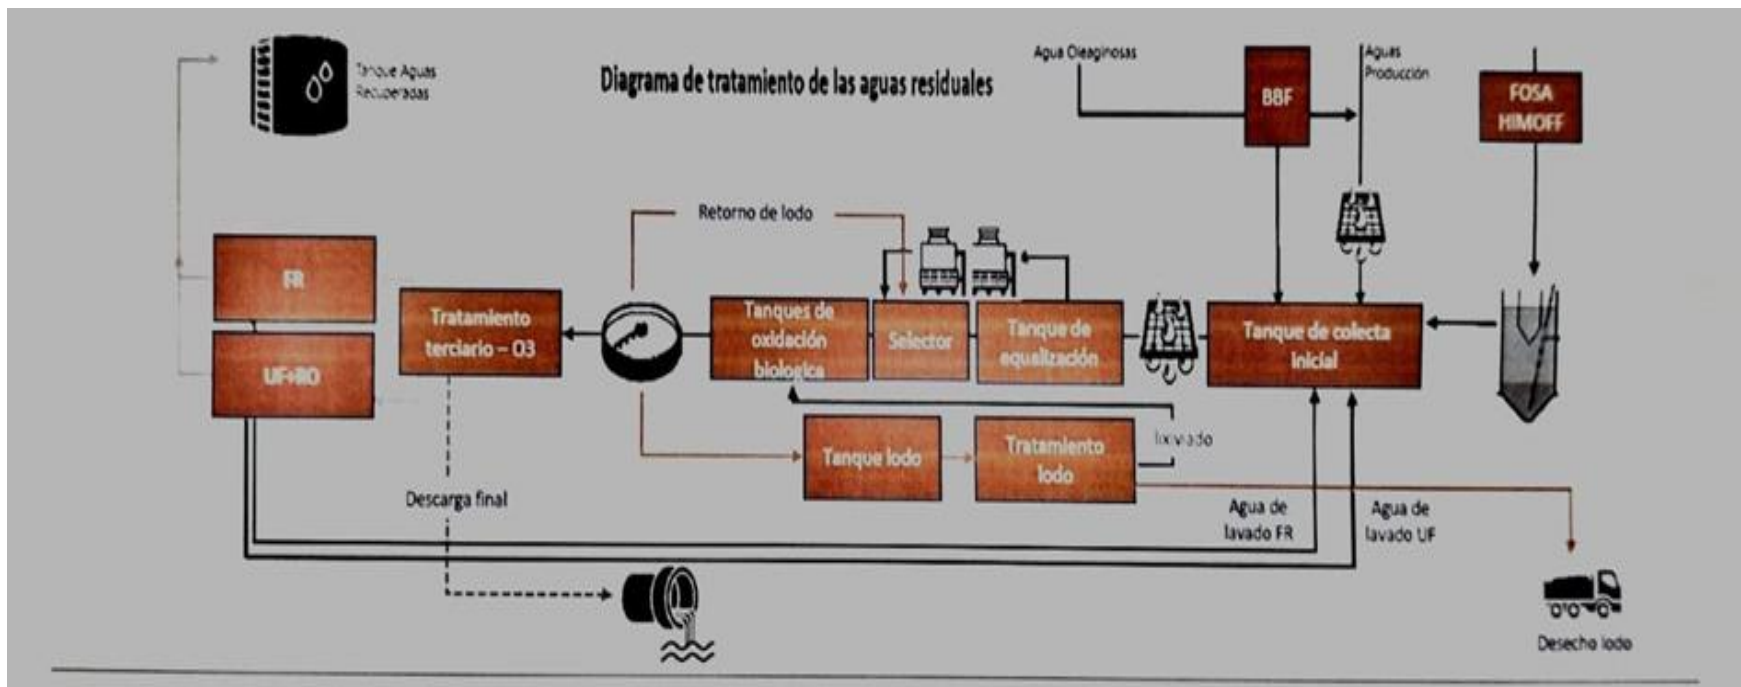 Diagrama de tratamiento de las aguas residuales
Tanque Aguas
Recuperadas
Agua Oleaginosas
BBF
Aguas
Producción
FOSA
HIMOFF
Retorno de lodo
FR
UF+RO
Tratamiento
terciario – O3
Tanques de
oxidación
biologica
Selector
Tanque de
equalización
Tanque de colecta
inicial
Tanque lodo
Tratamiento
lodo
lixiviado
Descarga final
Agua de
lavado FR
Agua de
lavado UF
Desecho lodo